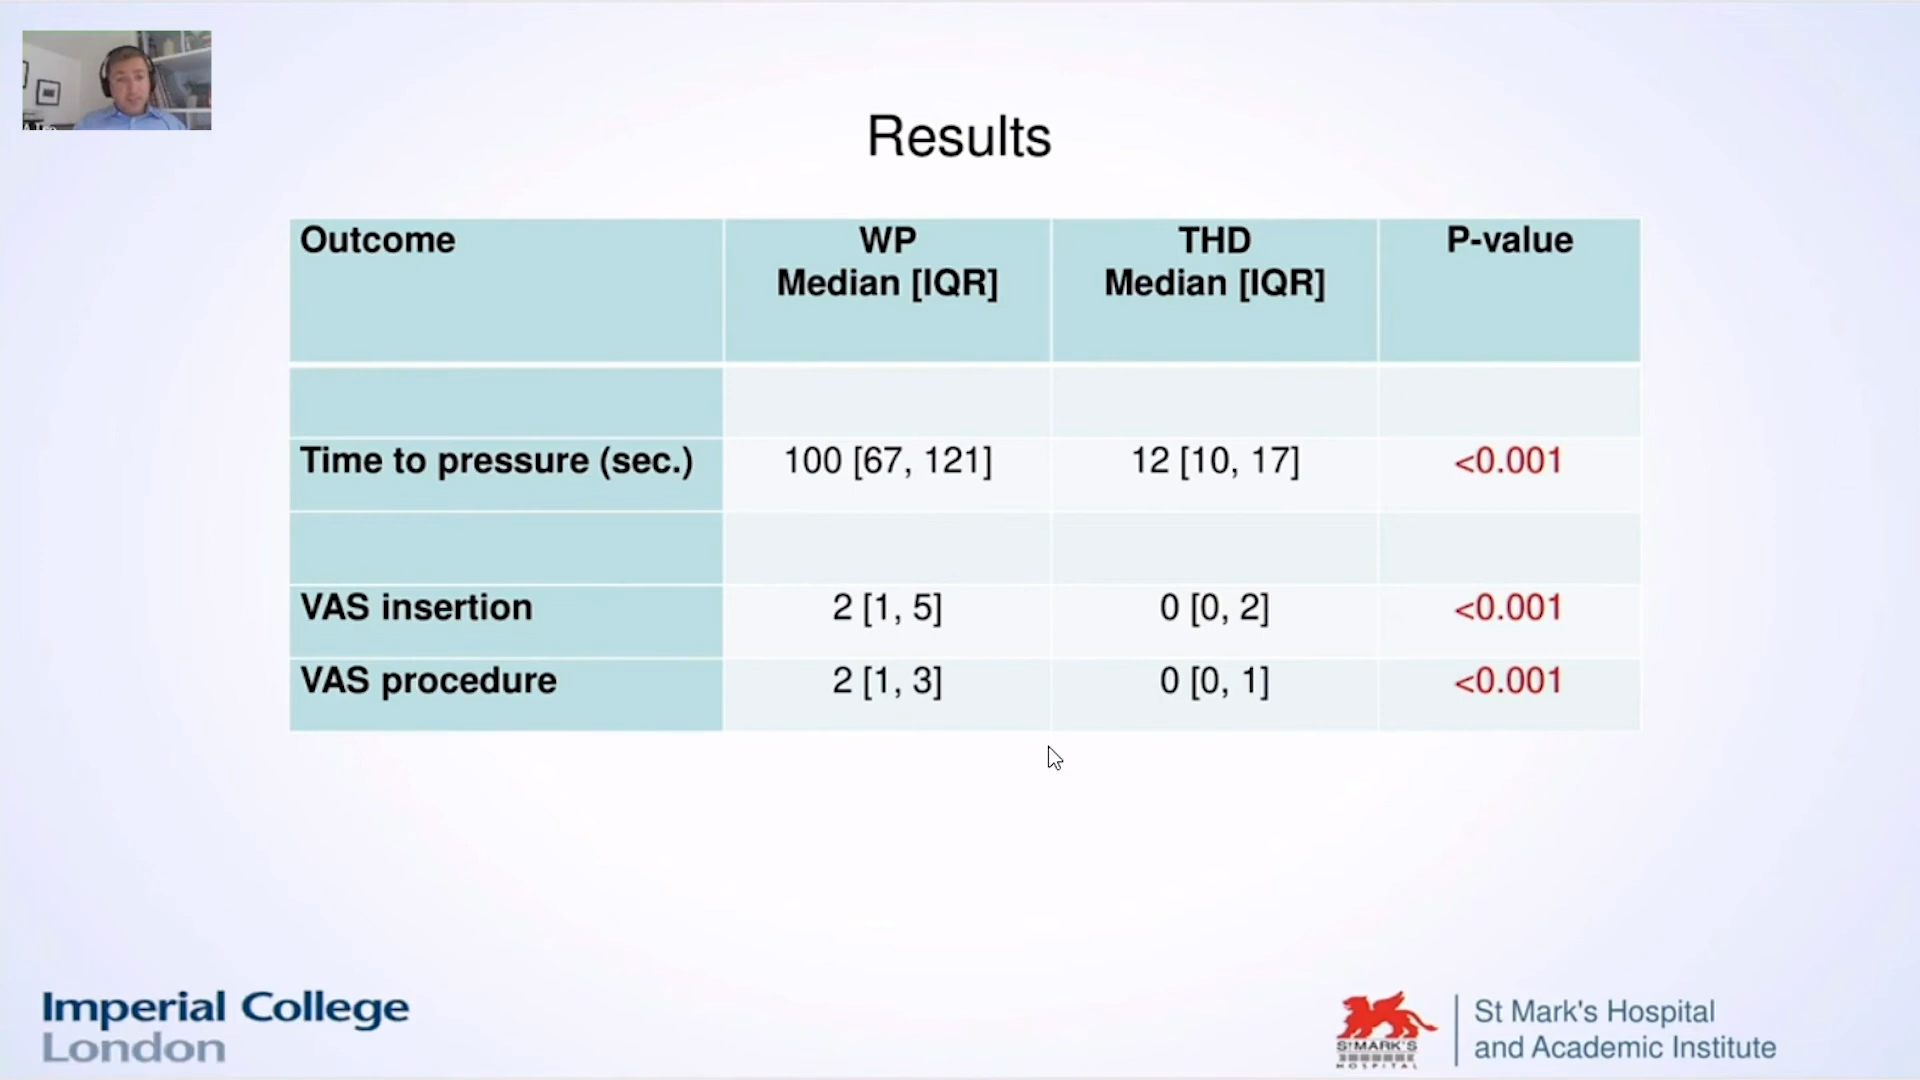 Results
Outcome
WP
Median [IQR]
THD
Median [IQR]
P-value
Time to pressure (sec.) 100 [67, 121] 12 [10, 17] <0.001
VAS insertion 2 [1, 5] 0 [0, 2] <0.001
VAS procedure 2 [1, 3] 0 [0, 1] <0.001
Imperial College
London
ST MARK'S
HOSPITAL
St Mark's Hospital
and Academic Institute